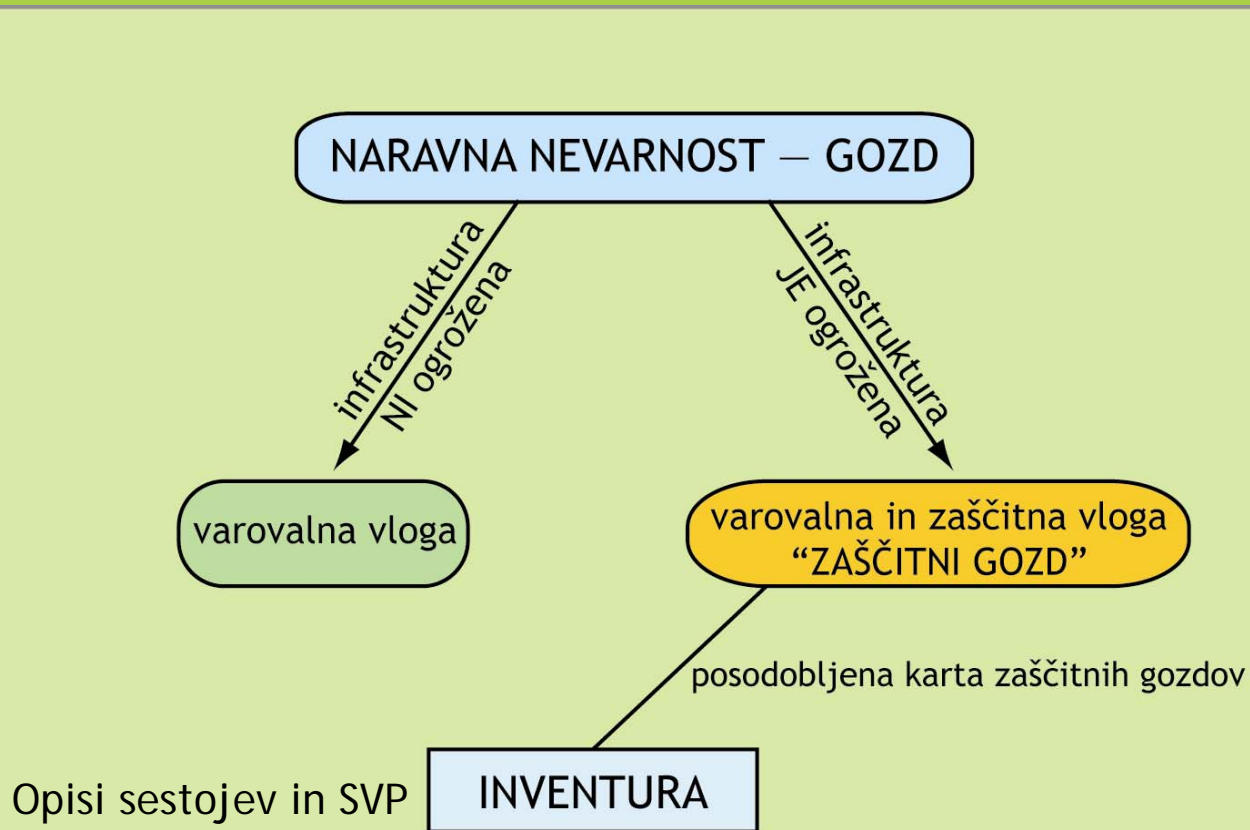 NARAVNA NEVARNOST — GOZD
infrastruktura
NI ogrožena
infrastruktura
JE ogrožena
varovalna vloga
varovalna in zaščitna vloga
“ZAŠČITNI GOZD”
posodobljena karta zaščitnih gozdov
Opisi sestojev in SVP
INVENTURA